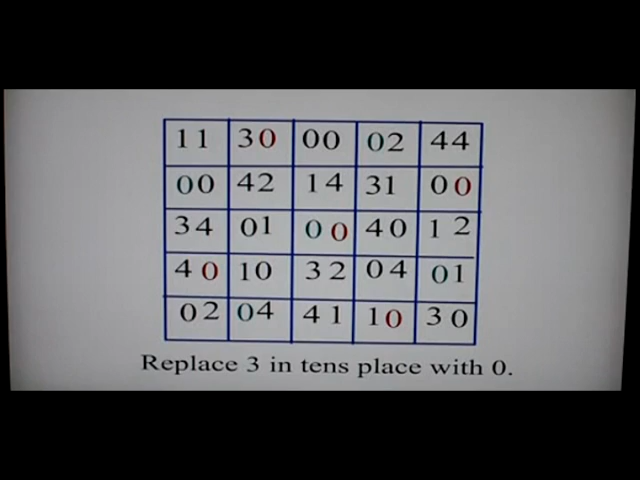 11 30 00 02 44
00 42 14 31 00
34 01 00 40 12
40 10 32 04 01
02 04 41 10 30
Replace 3 in tens place with 0.